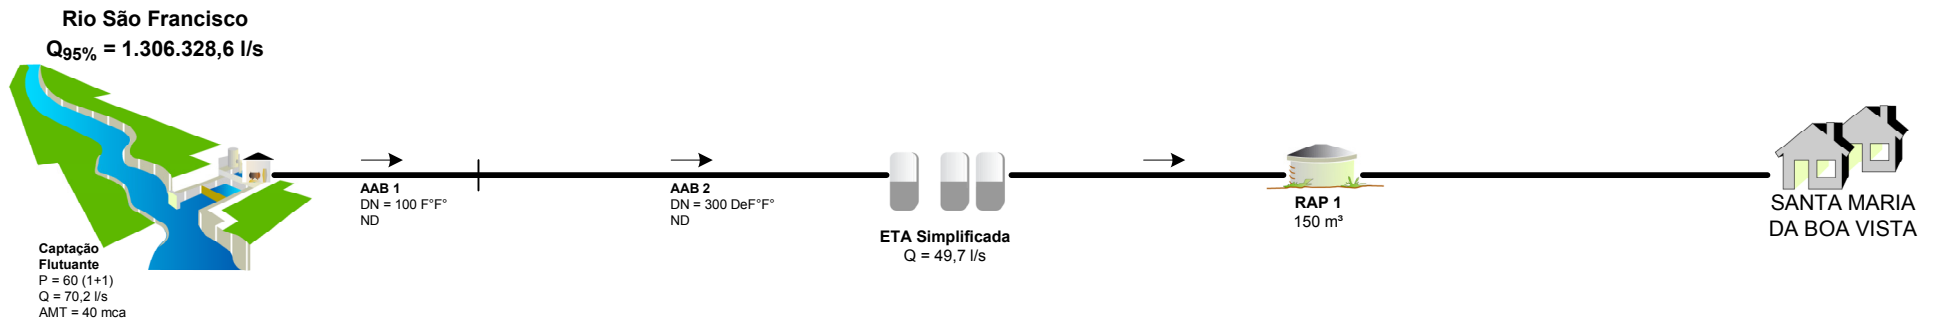 Rio São Francisco
Q95% = 1.306.328,6 l/s
Captação
Flutuante
P = 60 (1+1)
Q = 70,2 l/s
AMT = 40 mca
AAB 1
DN = 100 F°F°
ND
AAB 2
DN = 300 DeF°F°
ND
ETA Simplificada
Q = 49,7 l/s
RAP 1
150 m³
SANTA MARIA
DA BOA VISTA